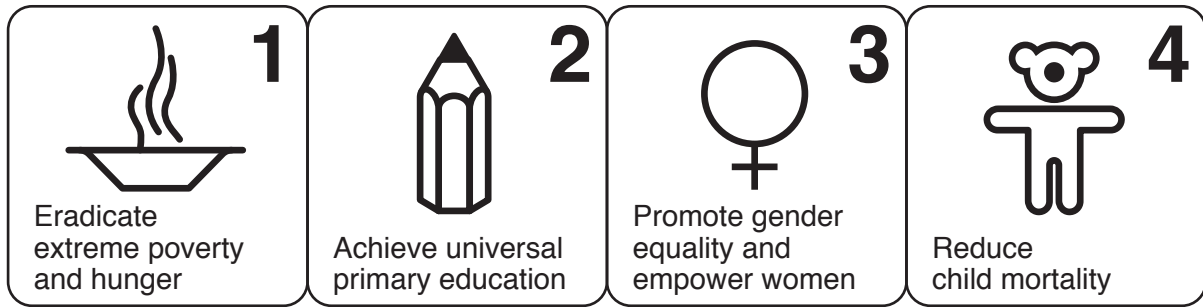 1
Eradicate
extreme poverty
and hunger
2
Achieve universal
primary education
3
Promote gender
equality and
empower women
4
Reduce
child mortality